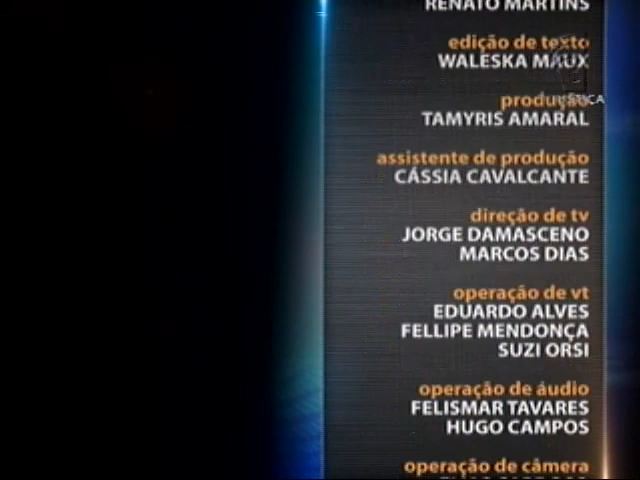 RENATO MARTINS
edição de texto
WALESKA MAUX
produção
TAMYRIS AMARAL
assistente de produção
CÁSSIA CAVALCANTE
direção de tv
JORGE DAMASCENO
MARCOS DIAS
operação de vt
EDUARDO ALVES
FELLIPE MENDONÇA
SUZI ORSI
operação de áudio
FELISMAR TAVARES
HUGO CAMPOS
operação de câmera